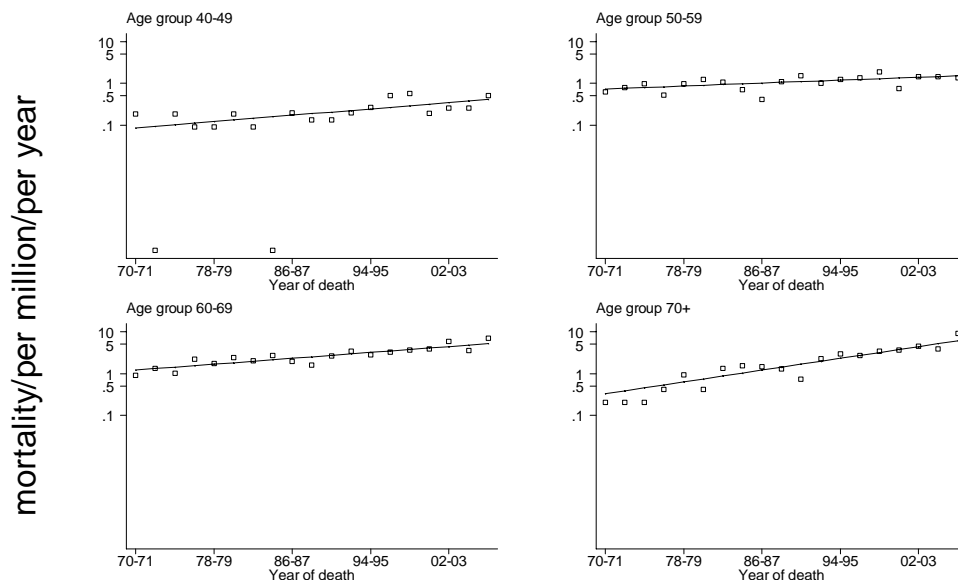 mortality/per million/per year
Age group 40-49
10
5
1
.5
.1
70-71 78-79 86-87 94-95 02-03
Year of death
Age group 50-59
10
5
1
.5
.1
70-71 78-79 86-87 94-95 02-03
Year of death
Age group 60-69
10
5
1
.5
.1
70-71 78-79 86-87 94-95 02-03
Year of death
Age group 70+
10
5
1
.5
.1
70-71 78-79 86-87 94-95 02-03
Year of death